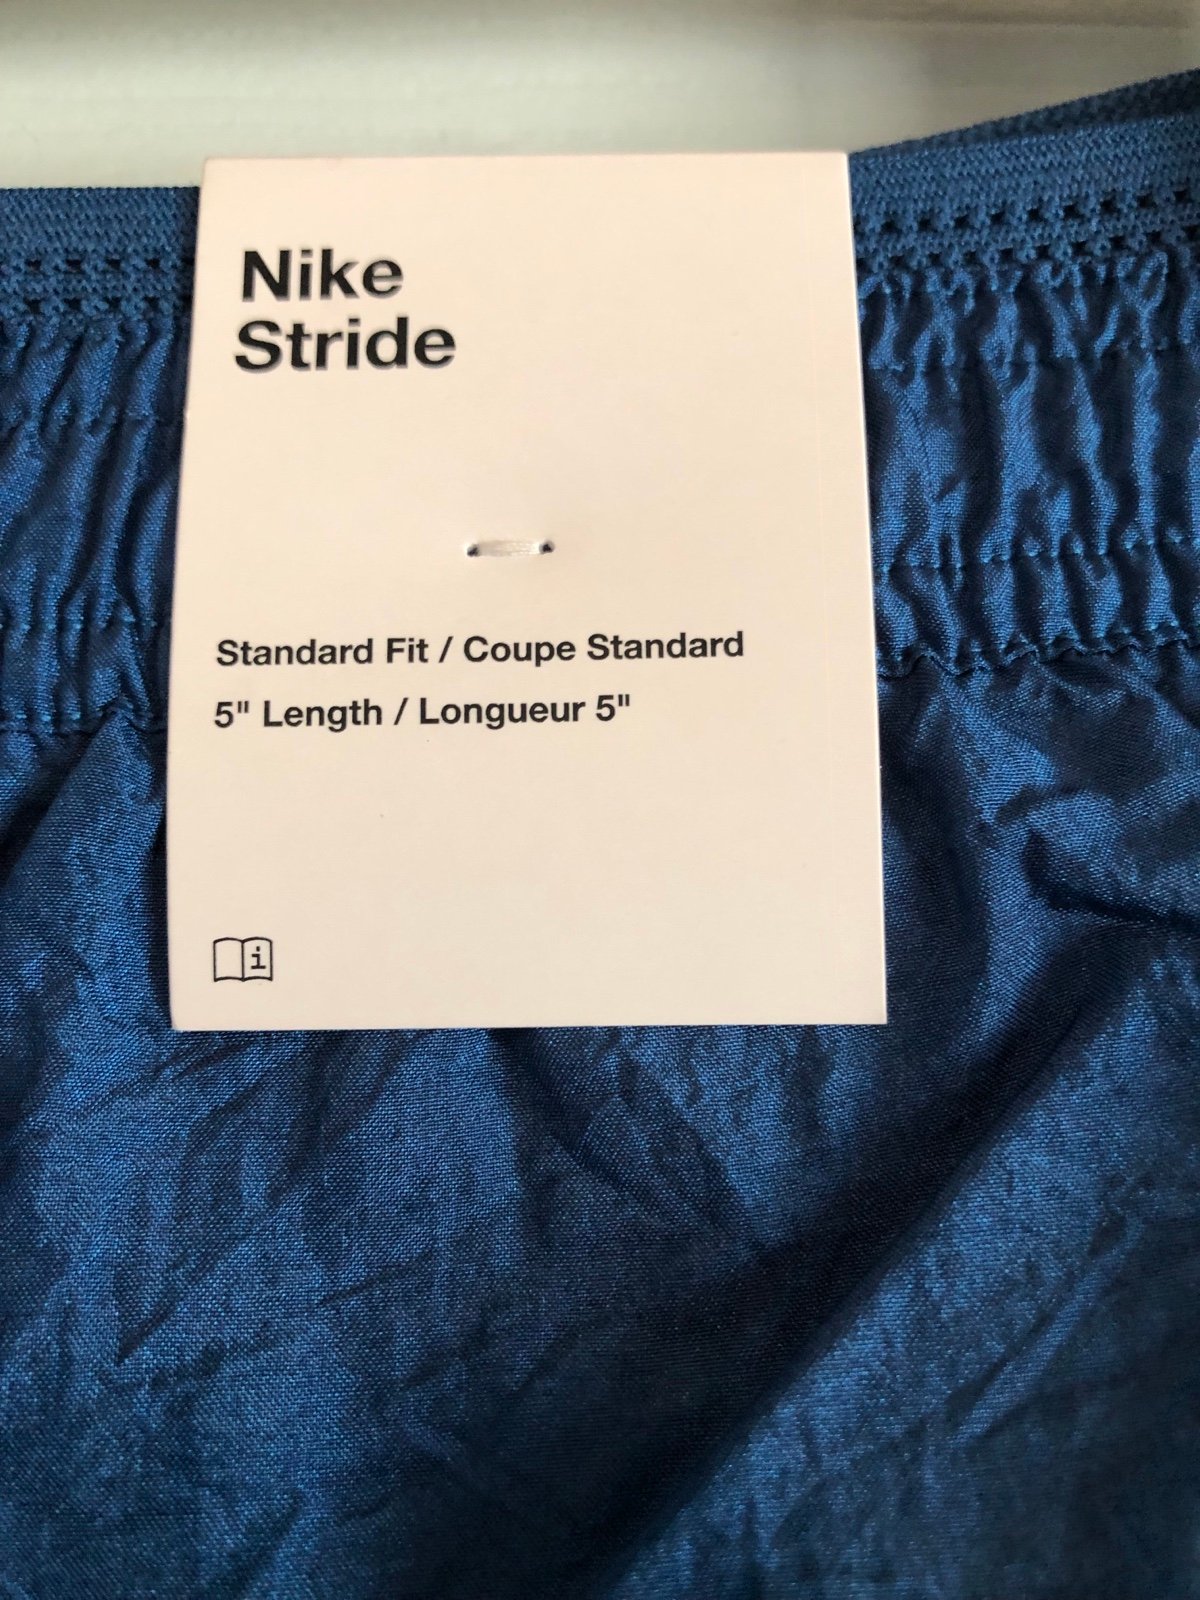 Nike
Stride
Standard Fit / Coupe Standard
5" Length / Longueur 5"
i